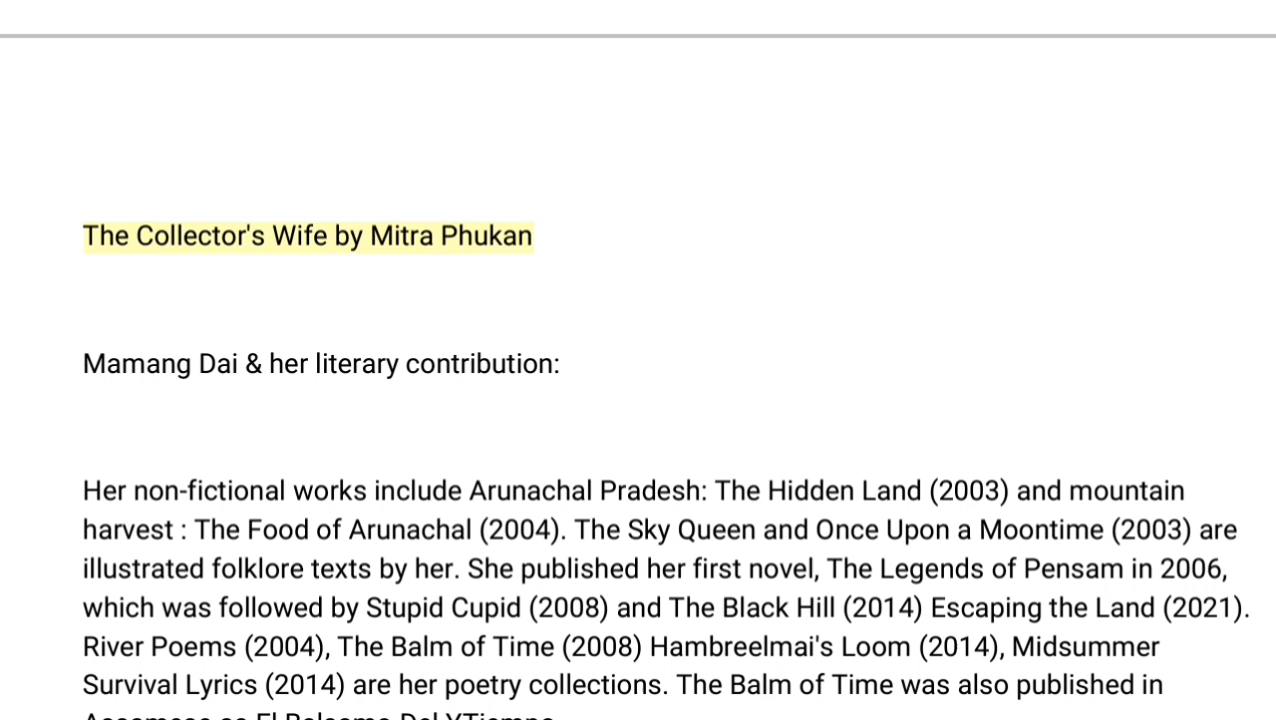 The Collector's Wife by Mitra Phukan
Mamang Dai & her literary contribution:
Her non-fictional works include Arunachal Pradesh: The Hidden Land (2003) and mountain
harvest : The Food of Arunachal (2004). The Sky Queen and Once Upon a Moontime (2003) are
illustrated folklore texts by her. She published her first novel, The Legends of Pensam in 2006,
which was followed by Stupid Cupid (2008) and The Black Hill (2014) Escaping the Land (2021).
River Poems (2004), The Balm of Time (2008) Hambreelmai's Loom (2014), Midsummer
Survival Lyrics (2014) are her poetry collections. The Balm of Time was also published in
Assamese as El Balsamo Del